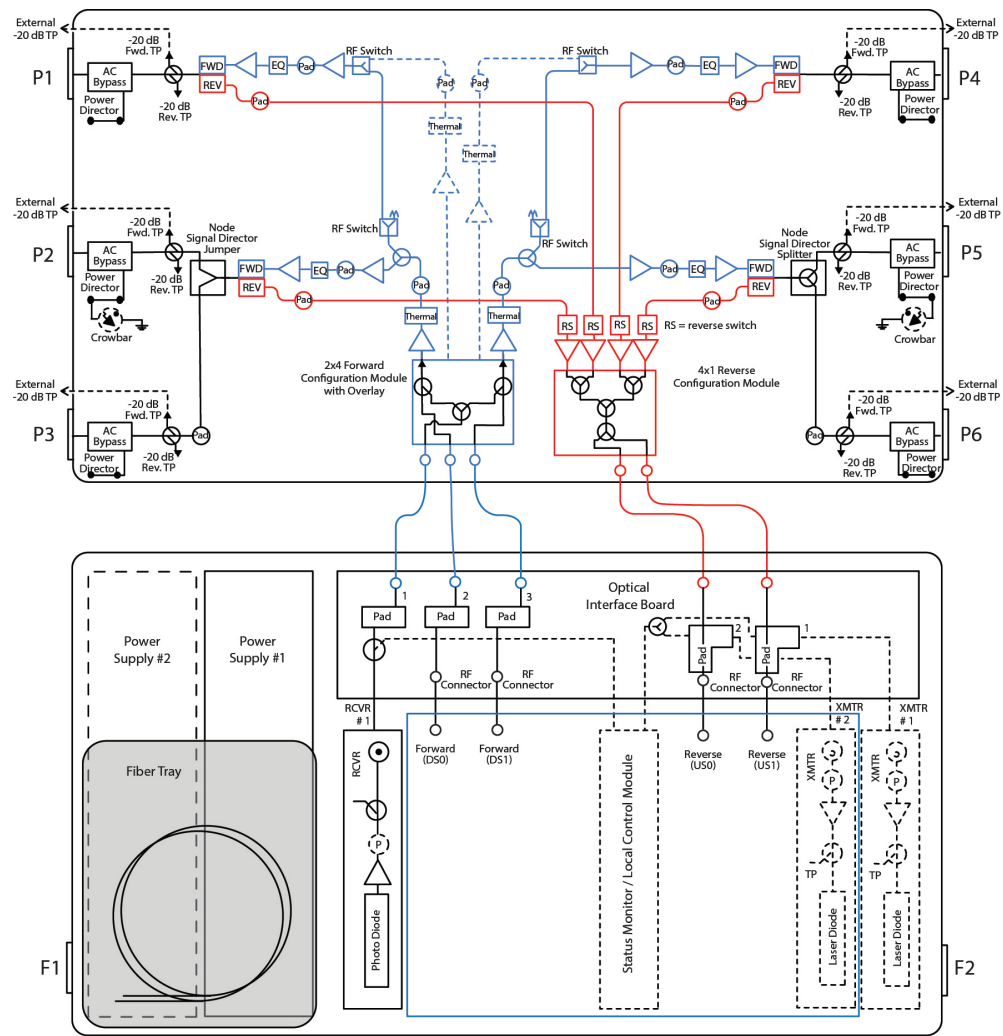 External
-20 dB TP
-20 dB
Fwd. TP
P1
AC
Bypass
Power
Director
-20 dB
Rev. TP
FWD
REV
EQ
Pad
RF Switch
Pad
Pad
Thermal
Pad
Thermal
RF Switch
Pad
EQ
FWD
REV
Pad
-20 dB
Fwd. TP
External
-20 dB TP
AC
Bypass
P4
Power
Director
-20 dB
Rev. TP
External
-20 dB TP
-20 dB
Fwd. TP
P2
AC
Bypass
Power
Director
-20 dB
Rev. TP
Crowbar
Node
Signal Director
Jumper
FWD
REV
EQ
Pad
Pad
RF Switch
Pad
Thermal
RF Switch
Pad
Thermal
Pad
EQ
FWD
REV
Pad
Node
Signal Director
Splitter
-20 dB
Fwd. TP
External
-20 dB TP
AC
Bypass
P5
Power
Director
-20 dB
Rev. TP
Crowbar
RS
RS
RS
RS
RS = reverse switch
2x4 Forward
Configuration Module
with Overlay
4x1 Reverse
Configuration Module
External
-20 dB TP
-20 dB
Fwd. TP
P3
AC
Bypass
Power
Director
-20 dB
Rev. TP
Pad
Pad
-20 dB
Fwd. TP
External
-20 dB TP
AC
Bypass
P6
Power
Director
-20 dB
Rev. TP
Power
Supply #2
Power
Supply #1
Fiber Tray
F1
1
2
3
Pad
Pad
Pad
Optical
Interface Board
2
1
Pad
Pad
RF
Connector
RF
Connector
RF
Connector
RF
Connector
RCVR
# 1
Forward
(DS0)
Forward
(DS1)
Reverse
(US0)
Reverse
(US1)
XMTR
# 2
XMTR
# 1
RCVR
P
Photo Diode
Status Monitor / Local Control Module
XMTR
P
TP
Laser Diode
XMTR
P
TP
Laser Diode
F2